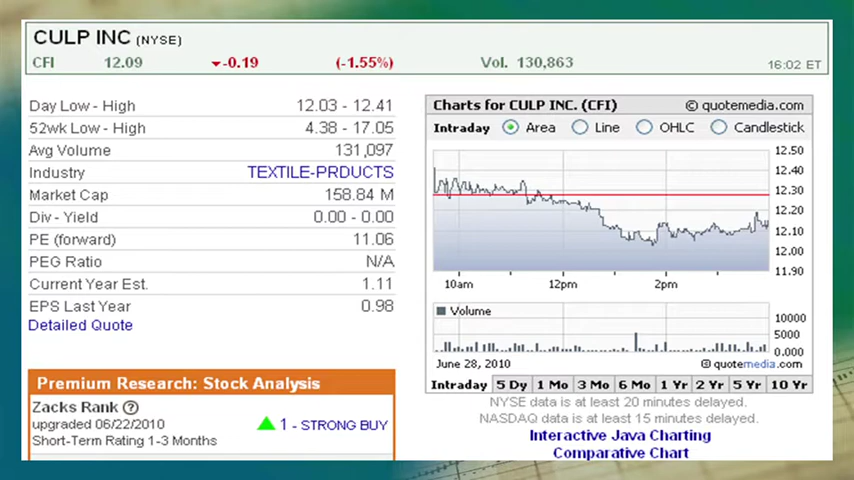 CULP INC (NYSE)
CFI 12.09 -0.19 (-1.55%) Vol. 130,863 16:02 ET
Day Low - High 12.03 - 12.41
52wk Low - High 4.38 - 17.05
Avg Volume 131,097
Industry TEXTILE-PRDUCTS
Market Cap 158.84 M
Div - Yield 0.00 - 0.00
PE (forward) 11.06
PEG Ratio N/A
Current Year Est. 1.11
EPS Last Year 0.98
Detailed Quote
Premium Research: Stock Analysis
Zacks Rank ?
upgraded 06/22/2010
1 - STRONG BUY
Short-Term Rating 1-3 Months
Charts for CULP INC. (CFI) © quotemedia.com
Intraday Area Line OHLC Candlestick
12.50
12.40
12.30
12.20
12.10
12.00
11.90
10am 12pm 2pm
Volume
10000
5000
0.000
June 28, 2010 © quotemedia.com
Intraday 5 Dy 1 Mo 3 Mo 6 Mo 1 Yr 2 Yr 5 Yr 10 Yr
NYSE data is at least 20 minutes delayed.
NASDAQ data is at least 15 minutes delayed.
Interactive Java Charting
Comparative Chart